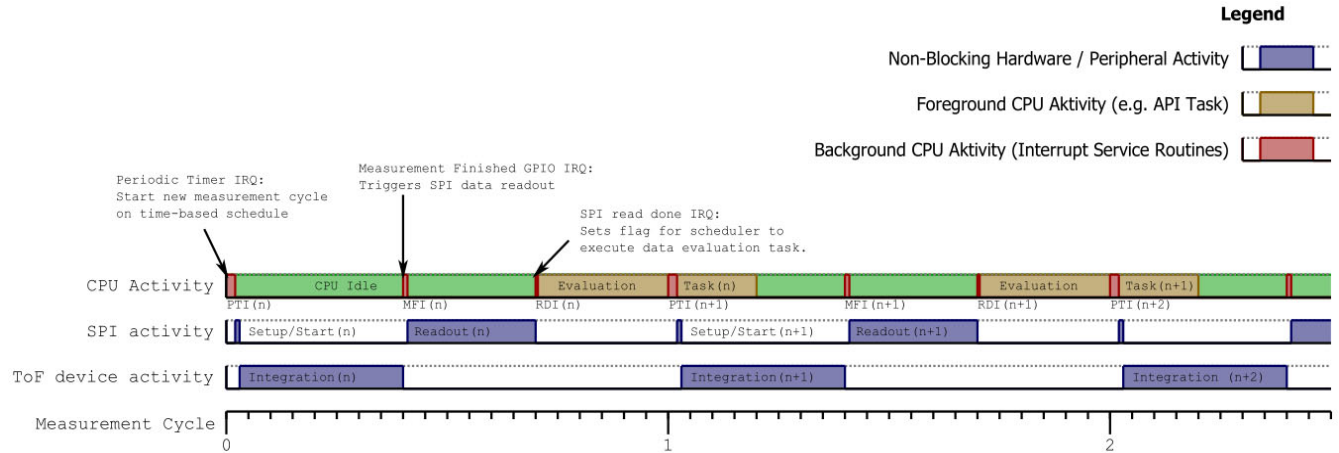 Legend
Non-Blocking Hardware / Peripheral Activity
Foreground CPU Aktivity (e.g. API Task)
Background CPU Aktivity (Interrupt Service Routines)
Measurement Finished GPIO IRQ:
Triggers SPI data readout
Periodic Timer IRQ:
Start new measurement cycle
on time-based schedule
SPI read done IRQ:
Sets flag for scheduler to
execute data evaluation task.
CPU Activity CPU Idle Evaluation Task(n) Evaluation Task(n+1)
PTI(n) MFI(n) RDI(n) PTI(n+1) MFI(n+1) RDI(n+1) PTI(n+2)
SPI activity Setup/Start(n) Readout(n) Setup/Start(n+1) Readout(n+1)
ToF device activity Integration(n) Integration(n+1) Integration (n+2)
Measurement Cycle
0 1 2